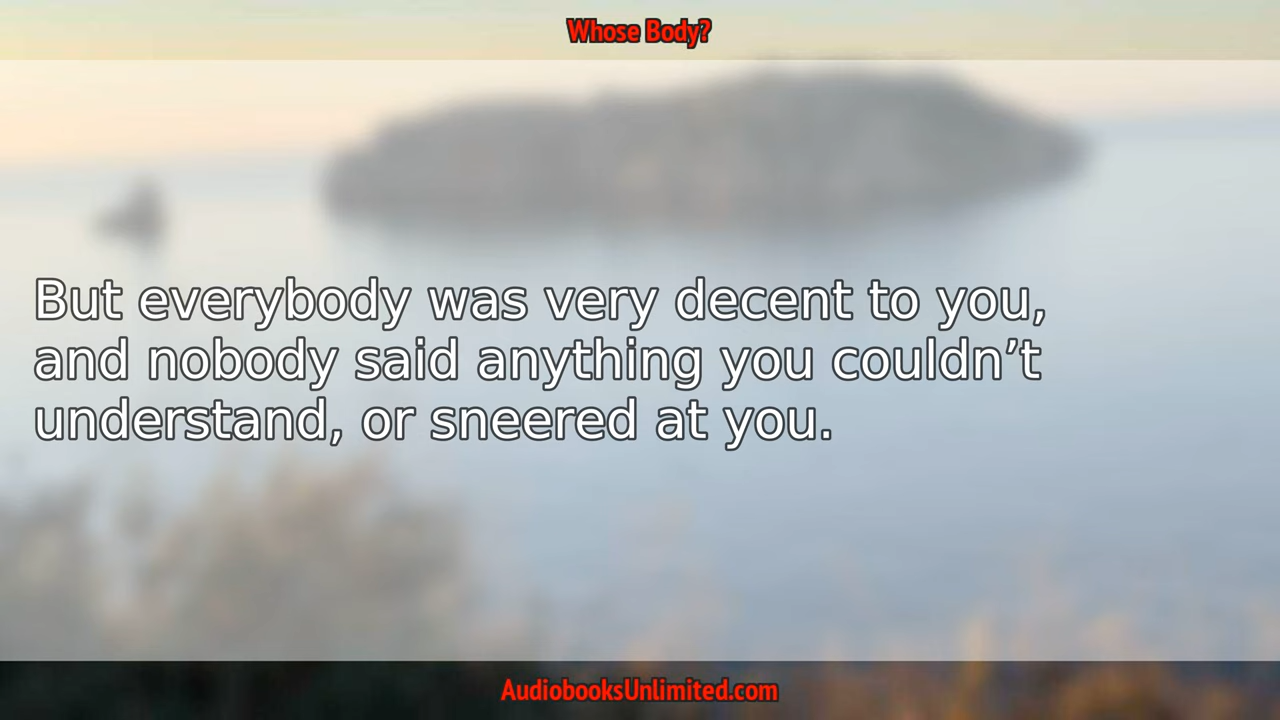 Whose Body?
But everybody was very decent to you,
and nobody said anything you couldn’t
understand, or sneered at you.
AudiobooksUnlimited.com